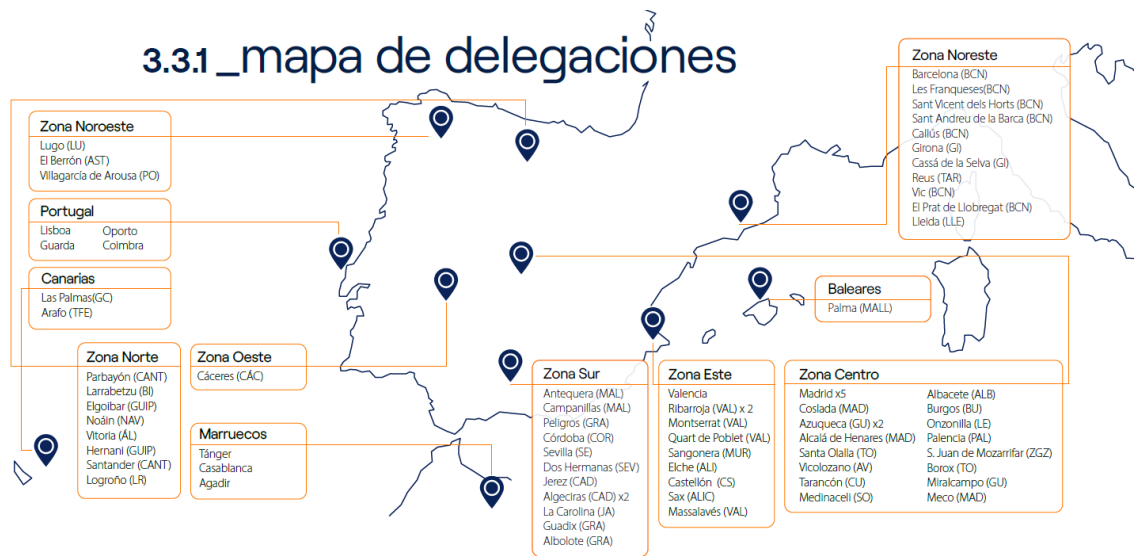 3.3.1 _mapa de delegaciones
Zona Noroeste
Lugo (LU)
El Berrón (AST)
Villagarcía de Arousa (PO)
Portugal
Lisboa Oporto
Guarda Coimbra
Canarias
Las Palmas(GC)
Arafo (TFE)
Zona Norte
Parbayón (CANT)
Larrabetzu (BI)
Elgoibar (GUIP)
Noáin (NAV)
Vitoria (ÁL)
Hernani (GUIP)
Santander (CANT)
Logroño (LR)
Zona Oeste
Cáceres (CÁC)
Marruecos
Tánger
Casablanca
Agadir
Zona Sur
Antequera (MAL)
Campanillas (MAL)
Peligros (GRA)
Córdoba (COR)
Sevilla (SE)
Dos Hermanas (SEV)
Jerez (CAD)
Algeciras (CAD) x2
La Carolina (JA)
Guadix (GRA)
Albolote (GRA)
Zona Este
Valencia
Ribarroja (VAL) x 2
Montserrat (VAL)
Quart de Poblet (VAL)
Sangonera (MUR)
Elche (ALI)
Castellón (CS)
Sax (ALIC)
Massalavés (VAL)
Zona Noreste
Barcelona (BCN)
Les Franqueses(BCN)
Sant Vicent dels Horts (BCN)
Sant Andreu de la Barca (BCN)
Callús (BCN)
Girona (GI)
Cassá de la Selva (GI)
Reus (TAR)
Vic (BCN)
El Prat de Llobregat (BCN)
Lleida (LLE)
Baleares
Palma (MALL)
Zona Centro
Madrid x5
Coslada (MAD)
Azuqueca (GU) x2
Alcalá de Henares (MAD)
Santa Olalla (TO)
Vicolozano (AV)
Tarancón (CU)
Medinaceli (SO)
Albacete (ALB)
Burgos (BU)
Onzonilla (LE)
Palencia (PAL)
S. Juan de Mozarrifar (ZGZ)
Borox (TO)
Miralcampo (GU)
Meco (MAD)